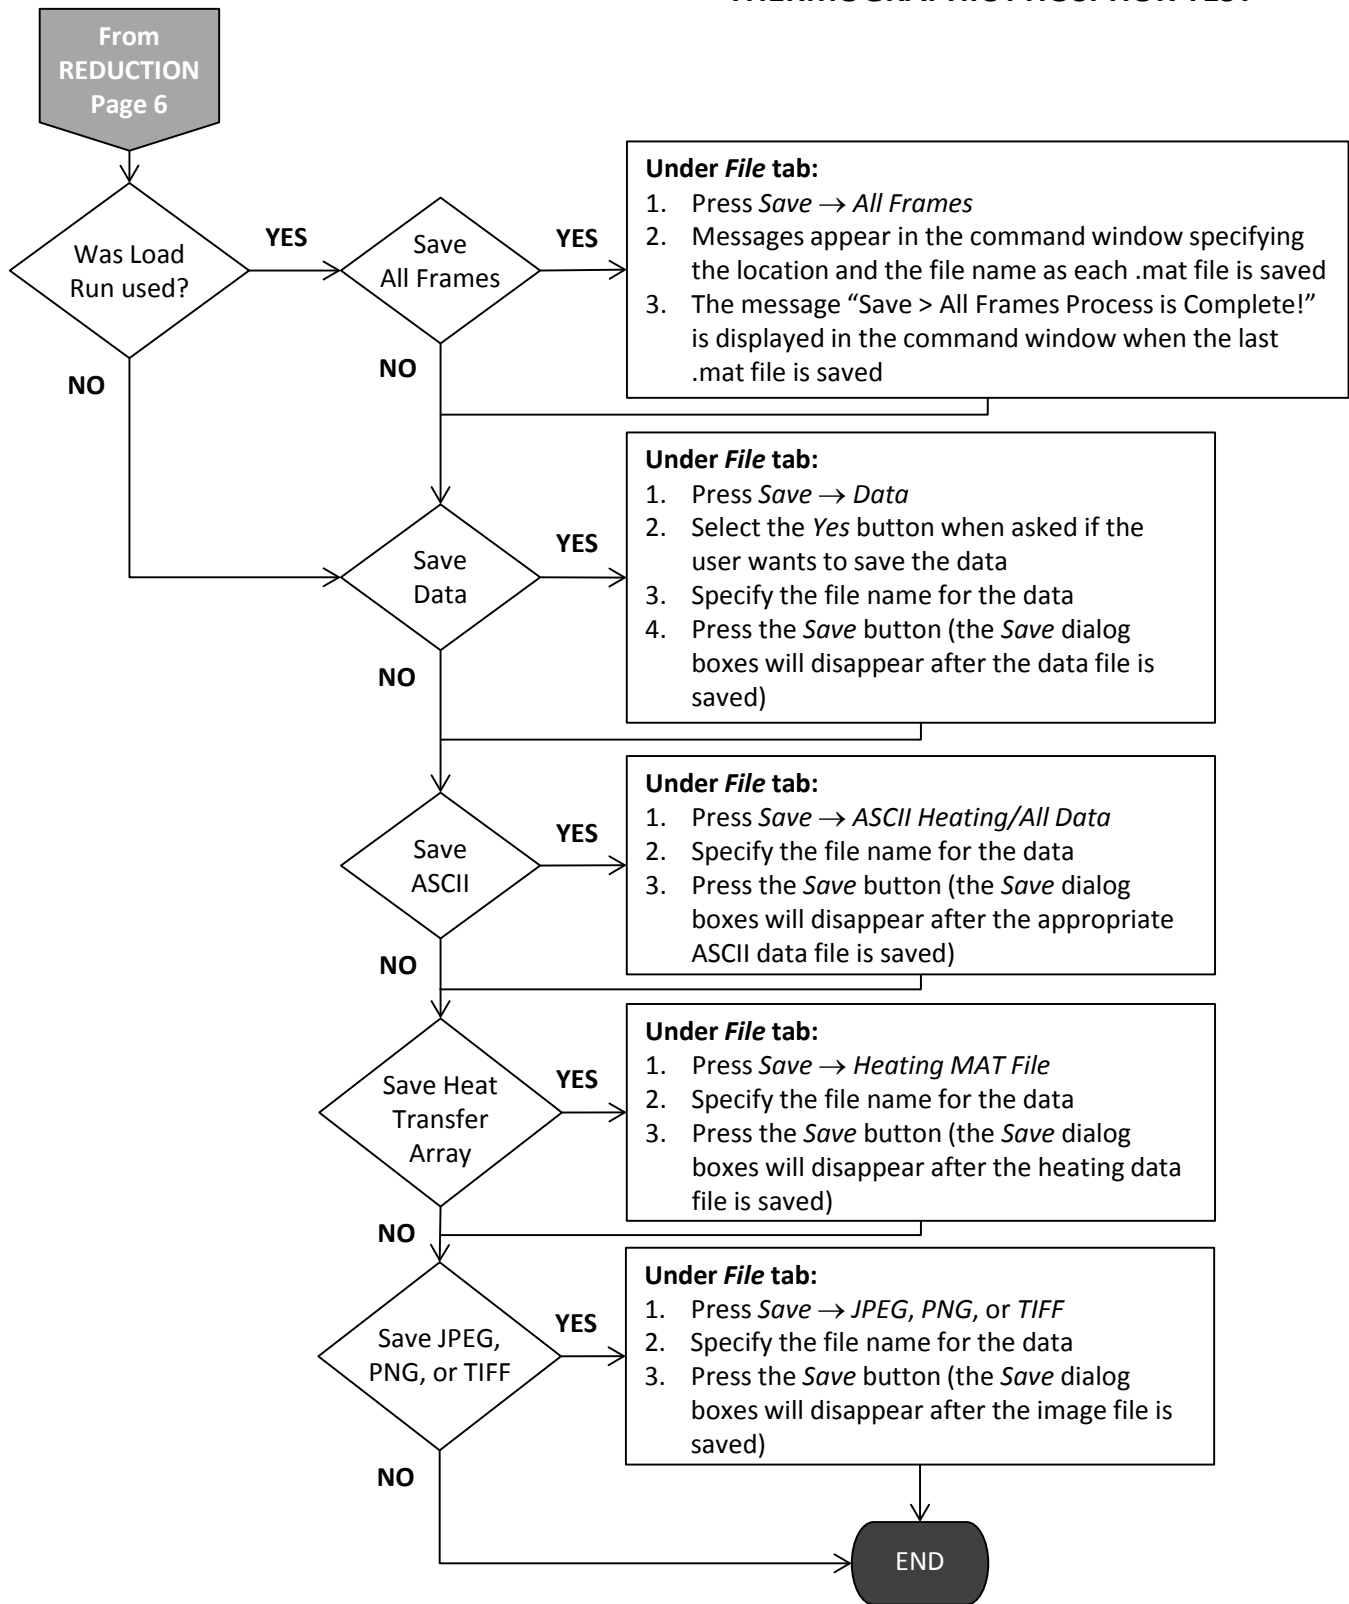 From
REDUCTION
Page 6
Was Load
Run used?
YES
NO
Save
All Frames
YES
NO
Under File tab:
1. Press Save → All Frames
2. Messages appear in the command window specifying
the location and the file name as each .mat file is saved
3. The message “Save > All Frames Process is Complete!”
is displayed in the command window when the last
.mat file is saved
Save
Data
YES
NO
Under File tab:
1. Press Save → Data
2. Select the Yes button when asked if the
user wants to save the data
3. Specify the file name for the data
4. Press the Save button (the Save dialog
boxes will disappear after the data file is
saved)
Save
ASCII
YES
NO
Under File tab:
1. Press Save → ASCII Heating/All Data
2. Specify the file name for the data
3. Press the Save button (the Save dialog
boxes will disappear after the appropriate
ASCII data file is saved)
Save Heat
Transfer
Array
YES
NO
Under File tab:
1. Press Save → Heating MAT File
2. Specify the file name for the data
3. Press the Save button (the Save dialog
boxes will disappear after the heating data
file is saved)
Save JPEG,
PNG, or TIFF
YES
NO
Under File tab:
1. Press Save → JPEG, PNG, or TIFF
2. Specify the file name for the data
3. Press the Save button (the Save dialog
boxes will disappear after the image file is
saved)
END